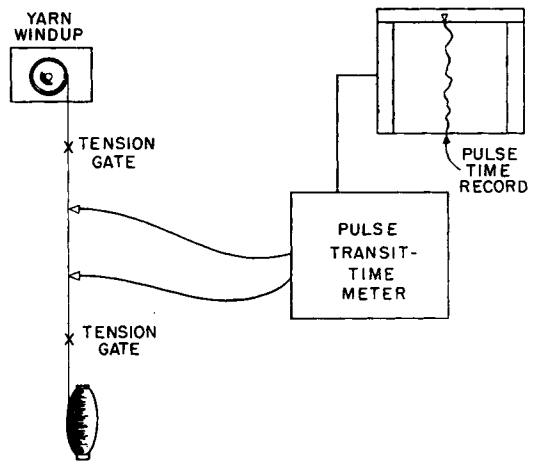 YARN
WINDUP
TENSION
GATE
PULSE
TIME
RECORD
PULSE
TRANSIT-
TIME
METER
TENSION
GATE